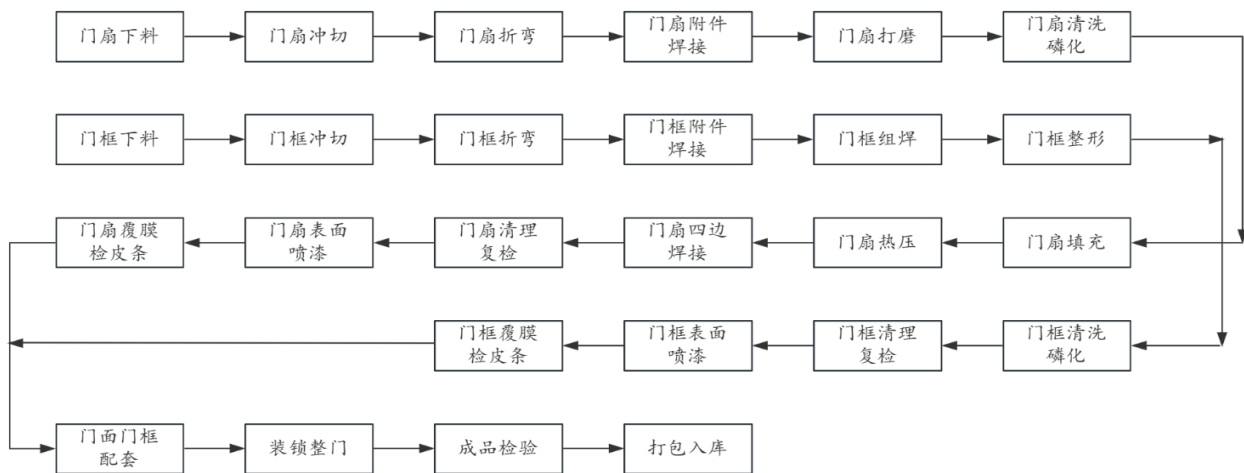 门扇下料
门扇冲切
门扇折弯
门扇附件
焊接
门扇打磨
门扇清洗
磷化
门框下料
门框冲切
门框折弯
门框附件
焊接
门框组焊
门框整形
门扇覆膜
检皮条
门扇表面
喷漆
门扇清理
复检
门扇四边
焊接
门扇热压
门扇填充
门框覆膜
检皮条
门框表面
喷漆
门框清理
复检
门框清洗
磷化
门面门框
配套
装锁整门
成品检验
打包入库